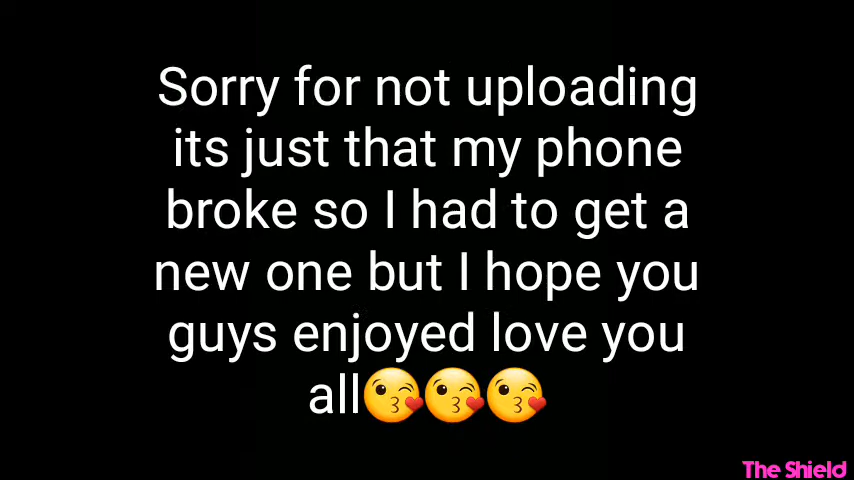 Sorry for not uploading
its just that my phone
broke so I had to get a
new one but I hope you
guys enjoyed love you
all😘😘😘
The Shield